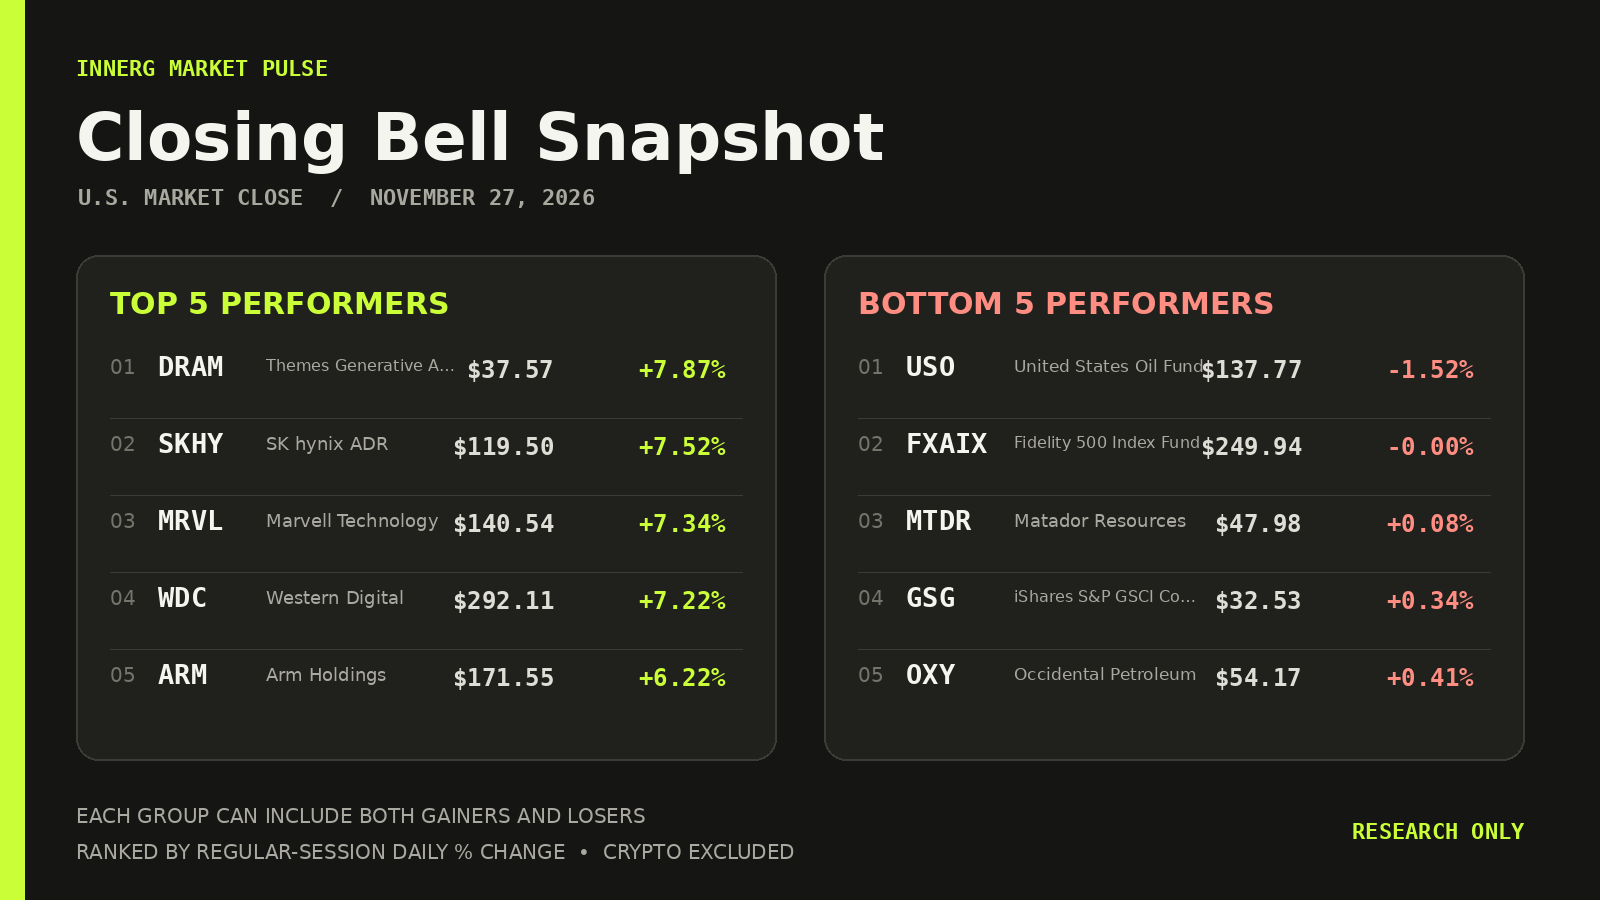 INNERG MARKET PULSE
Closing Bell Snapshot
U.S. MARKET CLOSE / NOVEMBER 27, 2026
TOP 5 PERFORMERS
01 DRAM Themes Generative A... $37.57 +7.87%
02 SKHY SK hynix ADR $119.50 +7.52%
03 MRVL Marvell Technology $140.54 +7.34%
04 WDC Western Digital $292.11 +7.22%
05 ARM Arm Holdings $171.55 +6.22%
BOTTOM 5 PERFORMERS
01 USO United States Oil Fund $137.77 -1.52%
02 FXAIX Fidelity 500 Index Fund $249.94 -0.00%
03 MTDR Matador Resources $47.98 +0.08%
04 GSG iShares S&P GSCI Co... $32.53 +0.34%
05 OXY Occidental Petroleum $54.17 +0.41%
EACH GROUP CAN INCLUDE BOTH GAINERS AND LOSERS
RANKED BY REGULAR-SESSION DAILY % CHANGE • CRYPTO EXCLUDED
RESEARCH ONLY